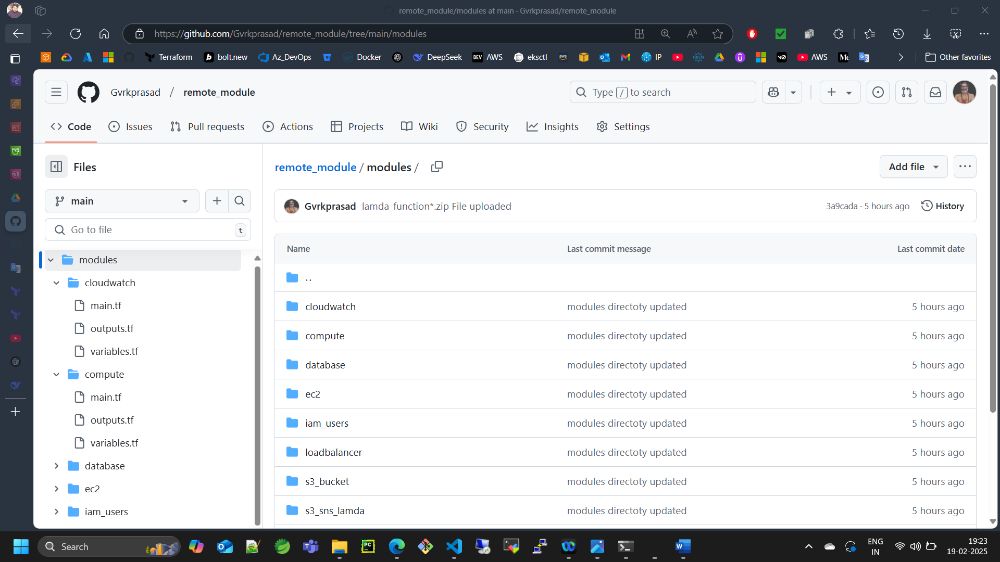 remote_module/modules at main · Gvrkprasad/remote_module
https://github.com/Gvrkprasad/remote_module/tree/main/modules
Terraform
bolt.new
Az_DevOps
Docker
DeepSeek
DEV AWS
eksctl
aws
IP
HELM
AWS
Other favorites
Gvrkprasad / remote_module
Type / to search
Code
Issues
Pull requests
Actions
Projects
Wiki
Security
Insights
Settings
Files
main
Go to file
t
modules
cloudwatch
main.tf
outputs.tf
variables.tf
compute
main.tf
outputs.tf
variables.tf
database
ec2
iam_users
remote_module / modules /
Add file
Gvrkprasad lamda_function*.zip File uploaded
3a9cada · 5 hours ago
History
Name Last commit message Last commit date
..
cloudwatch modules directoty updated 5 hours ago
compute modules directoty updated 5 hours ago
database modules directoty updated 5 hours ago
ec2 modules directoty updated 5 hours ago
iam_users modules directoty updated 5 hours ago
loadbalancer modules directoty updated 5 hours ago
s3_bucket modules directoty updated 5 hours ago
s3_sns_lamda modules directoty updated 5 hours ago
Search
PC
ENG
IN
19:23
19-02-2025